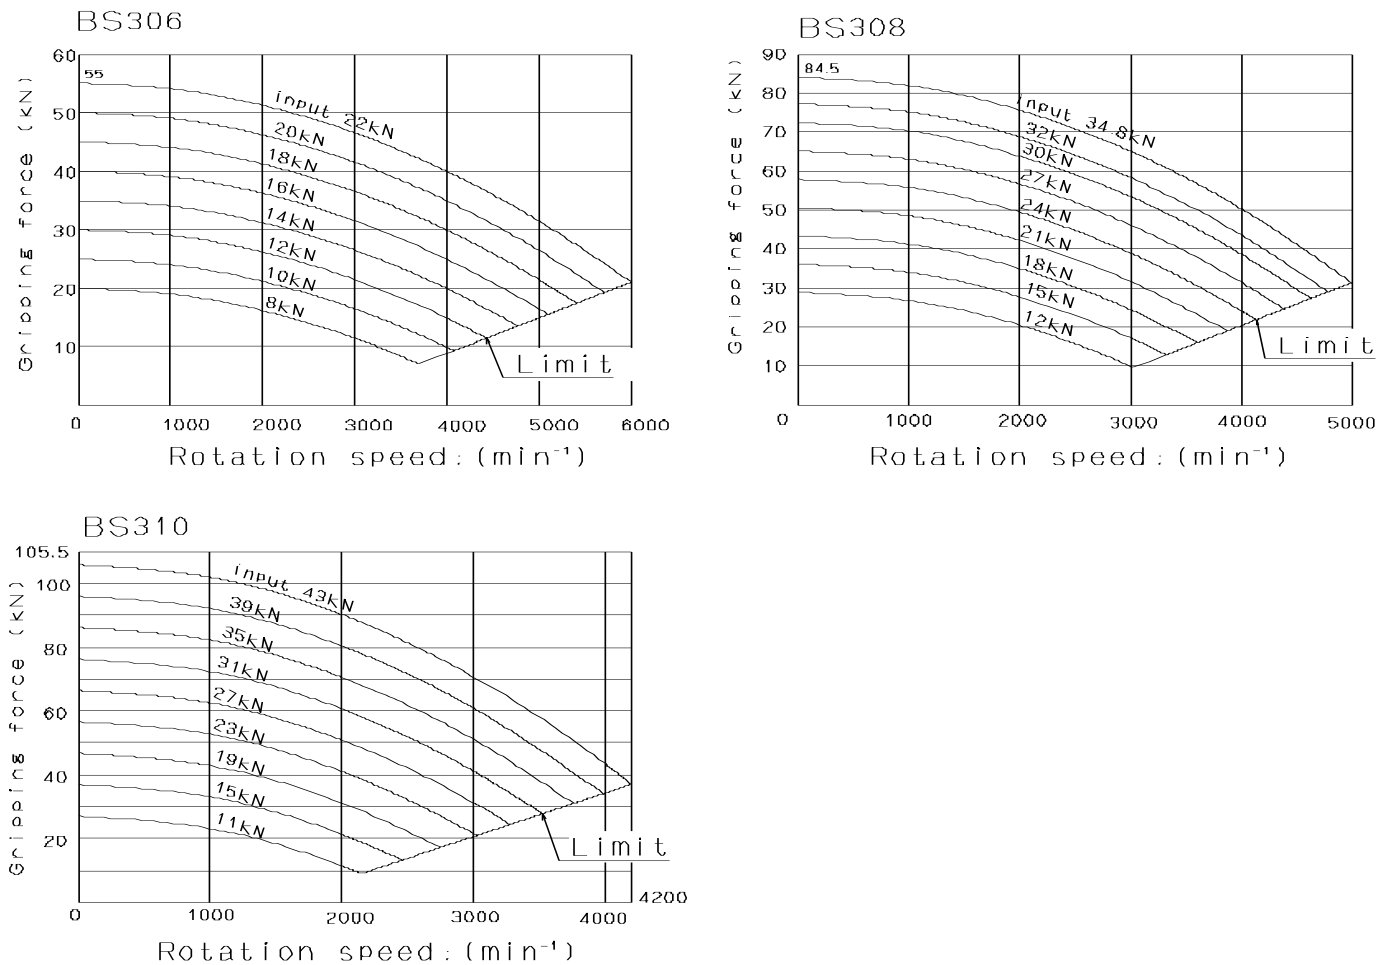 BS306
60
55
50
40
30
20
10
Gripping force (kN)
input 22kN
20kN
18kN
16kN
14kN
12kN
10kN
8kN
Limit
0 1000 2000 3000 4000 5000 6000
Rotation speed:(min⁻¹)
BS308
90
84.5
80
70
60
50
40
30
20
10
Gripping force (kN)
input 34.8kN
32kN
30kN
27kN
24kN
21kN
18kN
15kN
12kN
Limit
0 1000 2000 3000 4000 5000
Rotation speed:(min⁻¹)
BS310
105.5
100
80
60
40
20
Gripping force (kN)
input 43kN
39kN
35kN
31kN
27kN
23kN
19kN
15kN
11kN
Limit
4200
0 1000 2000 3000 4000
Rotation speed:(min⁻¹)